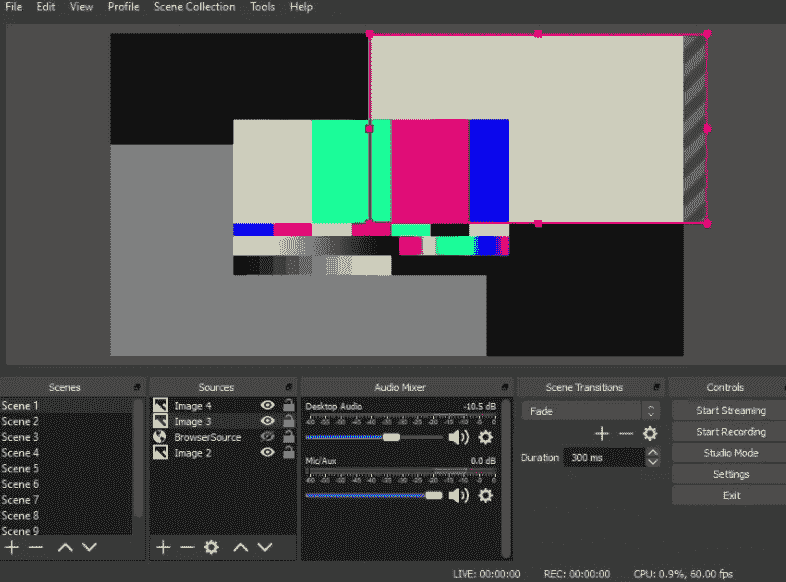 File Edit View Profile Scene Collection Tools Help
Scenes Sources Audio Mixer Scene Transitions Controls
Scene 1
Scene 2
Scene 3
Scene 4
Scene 5
Scene 6
Scene 7
Scene 8
Scene 9
Image 4
Image 3
BrowserSource
Image 2
Desktop Audio -10.5 dB
Mic/Aux 0.0 dB
Fade
Duration 300 ms
Start Streaming
Start Recording
Studio Mode
Settings
Exit
LIVE: 00:00:00 REC: 00:00:00 CPU: 0.9%, 60.00 fps